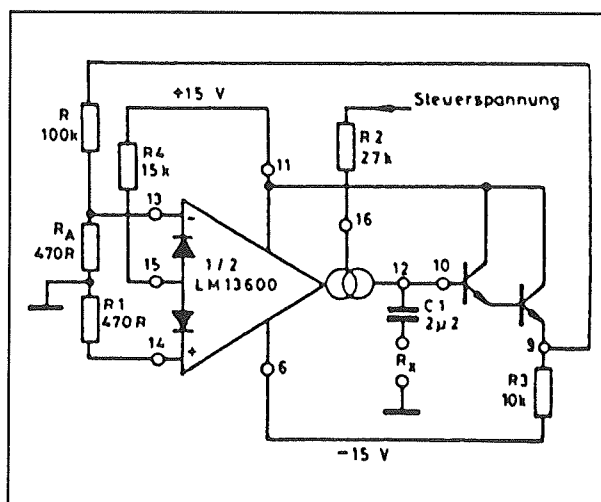 +15 V
Steuerspannung
R
100k
R4
15k
R2
27k
11
13
-
16
RA
470R
15
1/2
LM13600
12
10
C1
2µ2
R1
470R
14
+
6
Rx
9
R3
10k
-15 V